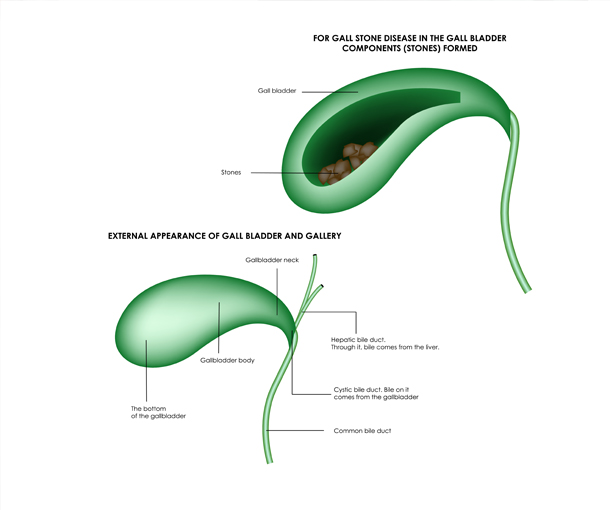 FOR GALL STONE DISEASE IN THE GALL BLADDER
COMPONENTS (STONES) FORMED
Gall bladder
Stones
EXTERNAL APPEARANCE OF GALL BLADDER AND GALLERY
Gallbladder neck
Hepatic bile duct.
Through it, bile comes from the liver.
Gallbladder body
Cystic bile duct. Bile on it
comes from the gallbladder
The bottom
of the gallbladder
Common bile duct